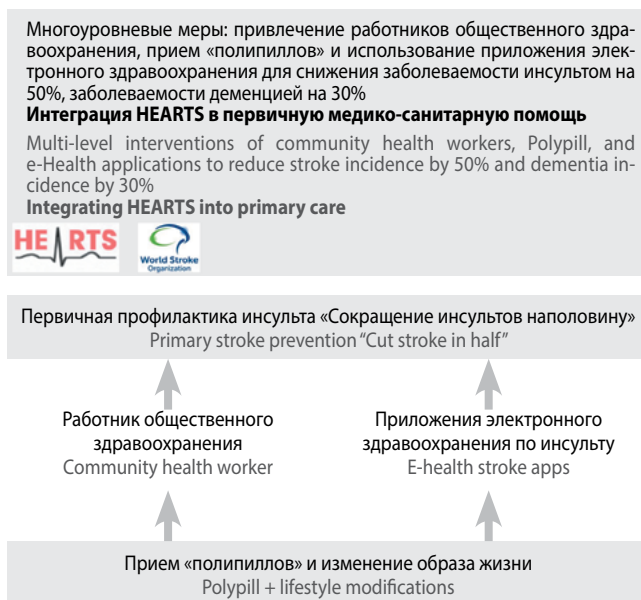 Многоуровневые меры: привлечение работников общественного здра-
воохранения, прием «полипиллов» и использование приложения элек-
тронного здравоохранения для снижения заболеваемости инсультом на
50%, заболеваемости деменцией на 30%
Интеграция HEARTS в первичную медико-санитарную помощь
Multi-level interventions of community health workers, Polypill, and
e-Health applications to reduce stroke incidence by 50% and dementia in-
cidence by 30%
Integrating HEARTS into primary care
HEARTS
World Stroke
Organization
Первичная профилактика инсульта «Сокращение инсультов наполовину»
Primary stroke prevention “Cut stroke in half”
Работник общественного
здравоохранения
Community health worker
Приложения электронного
здравоохранения по инсульту
E-health stroke apps
Прием «полипиллов» и изменение образа жизни
Polypill + lifestyle modifications